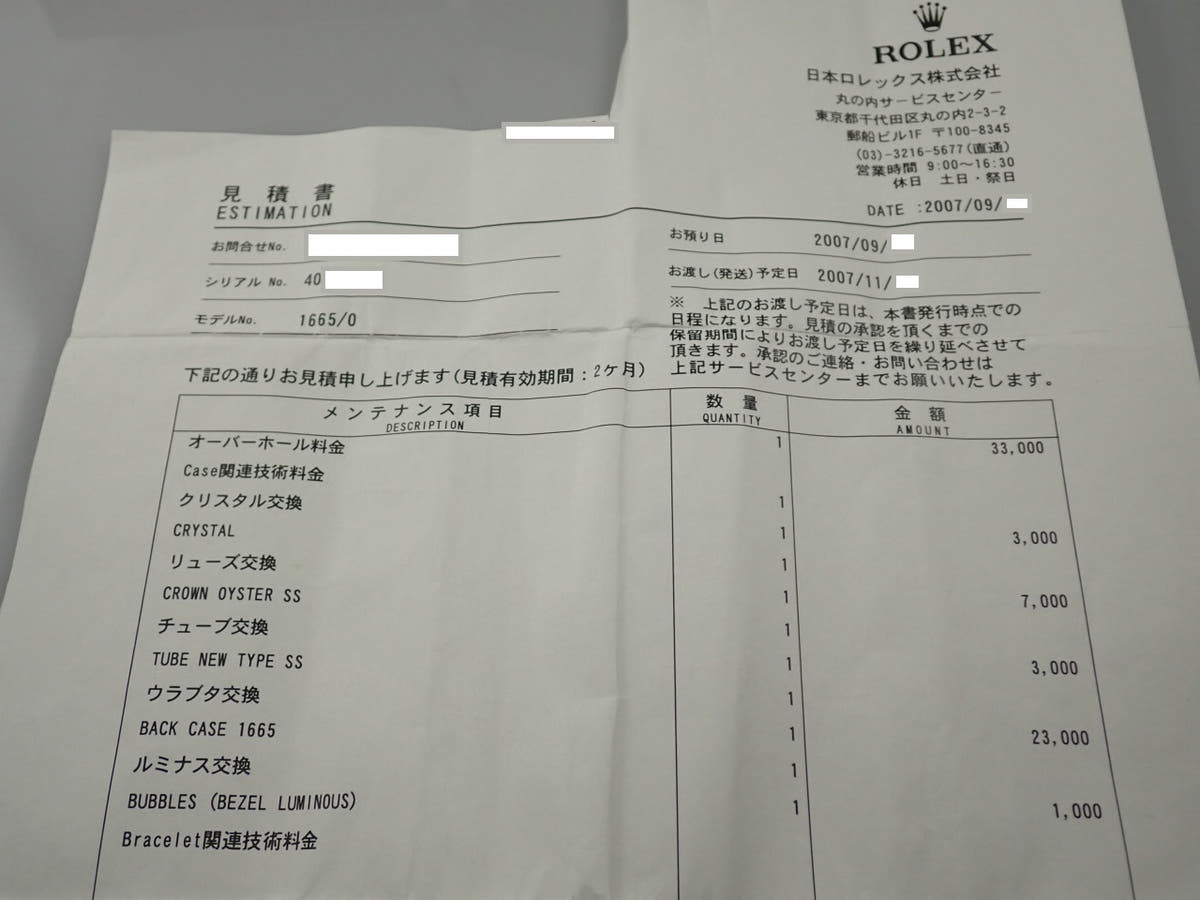 ROLEX
日本ロレックス株式会社
丸の内サービスセンター
東京都千代田区丸の内2-3-2
郵船ビル1F 〒100-8345
(03)-3216-5677(直通)
営業時間 9:00～16:30
休日 土日・祭日
DATE :2007/09/
見積書
ESTIMATION
お問合せNo.
シリアル No. 40
モデルNo. 1665/0
お預り日 2007/09/
お渡し(発送)予定日 2007/11/
※ 上記のお渡し予定日は、本書発行時点での
日程になります。見積の承認を頂くまでの
保留期間によりお渡し予定日を繰り延べさせて
頂きます。承認のご連絡・お問い合わせは
上記サービスセンターまでお願いいたします。
下記の通りお見積申し上げます(見積有効期間：2ケ月)
メンテナンス項目 数量 金額
DESCRIPTION QUANTITY AMOUNT
オーバーホール料金 1 33,000
Case関連技術料金
クリスタル交換 1
CRYSTAL 1 3,000
リューズ交換 1
CROWN OYSTER SS 1 7,000
チューブ交換 1
TUBE NEW TYPE SS 1 3,000
ウラブタ交換 1
BACK CASE 1665 1 23,000
ルミナス交換 1
BUBBLES (BEZEL LUMINOUS) 1 1,000
Bracelet関連技術料金